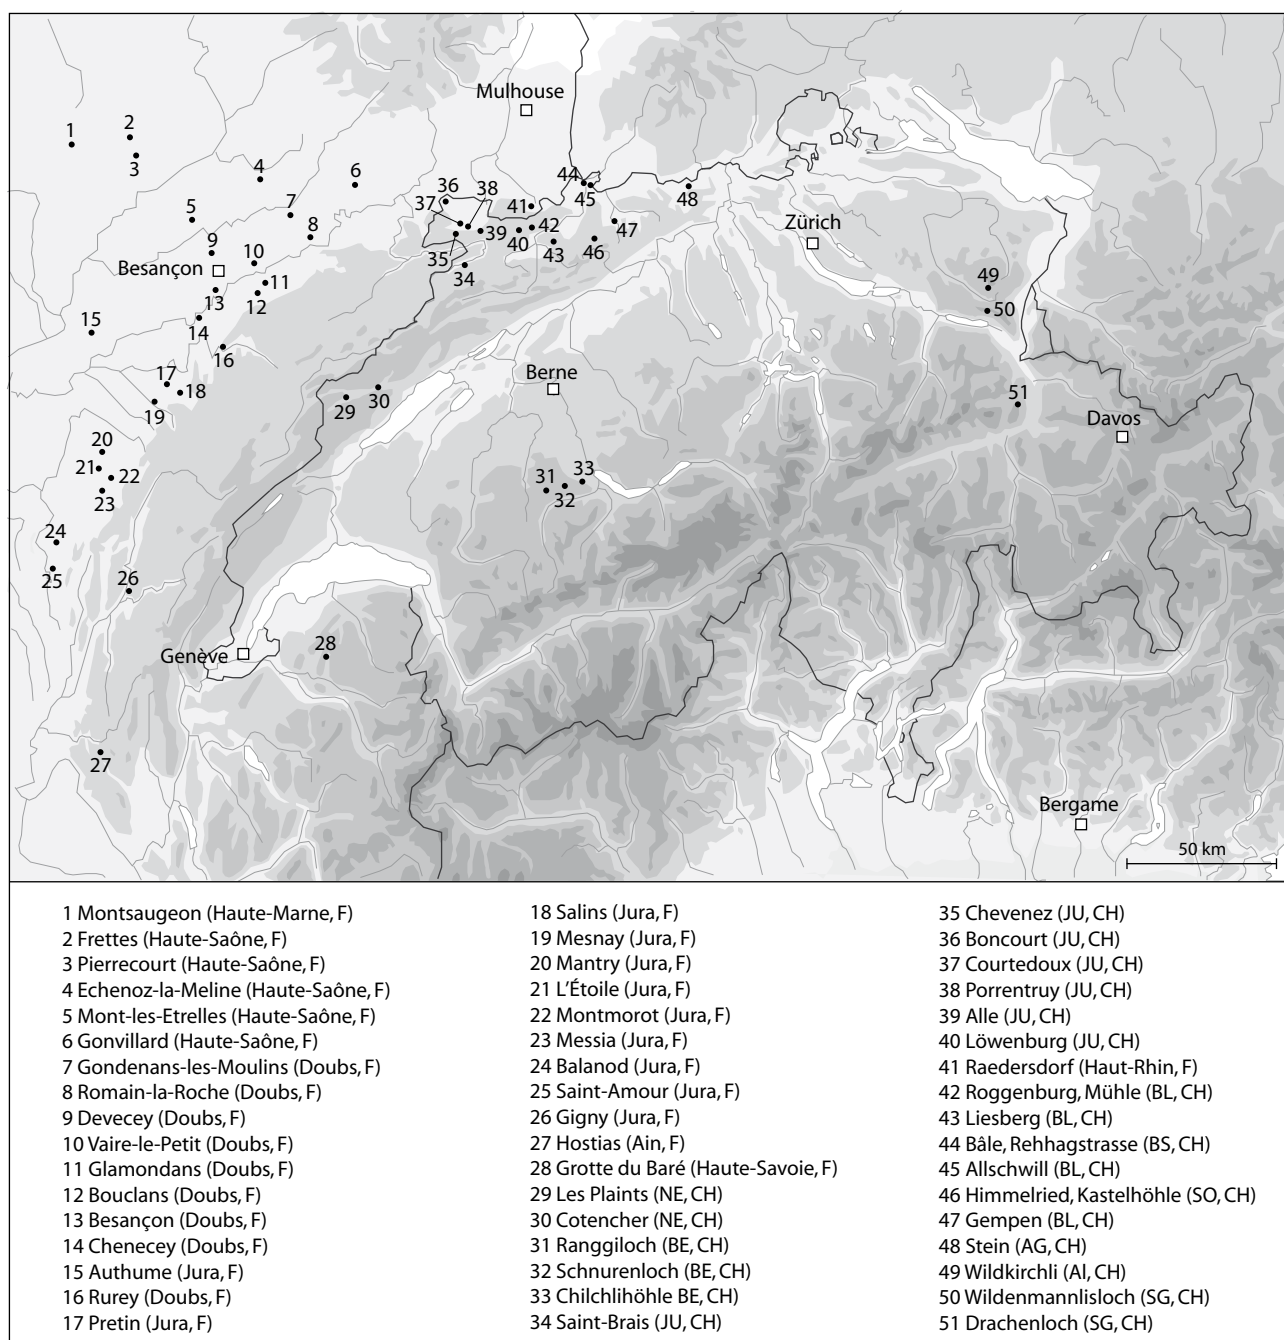 Mulhouse
1
2
3
4
5
6
7
8
9
10
11
12
13
14
15
16
17
18
19
20
21
22
23
24
25
26
27
28
29
30
31
32
33
34
35
36
37
38
39
40
41
42
43
44
45
46
47
48
49
50
51
Besançon
Zürich
Berne
Davos
Genève
Bergame
50 km
1 Montsaugeon (Haute-Marne, F)
2 Frettes (Haute-Saône, F)
3 Pierrecourt (Haute-Saône, F)
4 Echenoz-la-Meline (Haute-Saône, F)
5 Mont-les-Etrelles (Haute-Saône, F)
6 Gonvillard (Haute-Saône, F)
7 Gondenans-les-Moulins (Doubs, F)
8 Romain-la-Roche (Doubs, F)
9 Devecey (Doubs, F)
10 Vaire-le-Petit (Doubs, F)
11 Glamondans (Doubs, F)
12 Bouclans (Doubs, F)
13 Besançon (Doubs, F)
14 Chenecey (Doubs, F)
15 Authume (Jura, F)
16 Rurey (Doubs, F)
17 Pretin (Jura, F)
18 Salins (Jura, F)
19 Mesnay (Jura, F)
20 Mantry (Jura, F)
21 L'Étoile (Jura, F)
22 Montmorot (Jura, F)
23 Messia (Jura, F)
24 Balanod (Jura, F)
25 Saint-Amour (Jura, F)
26 Gigny (Jura, F)
27 Hostias (Ain, F)
28 Grotte du Baré (Haute-Savoie, F)
29 Les Plaints (NE, CH)
30 Cotencher (NE, CH)
31 Ranggiloch (BE, CH)
32 Schnurenloch (BE, CH)
33 Chilchlihöhle BE, CH)
34 Saint-Brais (JU, CH)
35 Chevenez (JU, CH)
36 Boncourt (JU, CH)
37 Courtedoux (JU, CH)
38 Porrentruy (JU, CH)
39 Alle (JU, CH)
40 Löwenburg (JU, CH)
41 Raedersdorf (Haut-Rhin, F)
42 Roggenburg, Mühle (BL, CH)
43 Liesberg (BL, CH)
44 Bâle, Rehhagstrasse (BS, CH)
45 Allschwill (BL, CH)
46 Himmelried, Kastelhöhle (SO, CH)
47 Gempen (BL, CH)
48 Stein (AG, CH)
49 Wildkirchli (AI, CH)
50 Wildenmannlisloch (SG, CH)
51 Drachenloch (SG, CH)